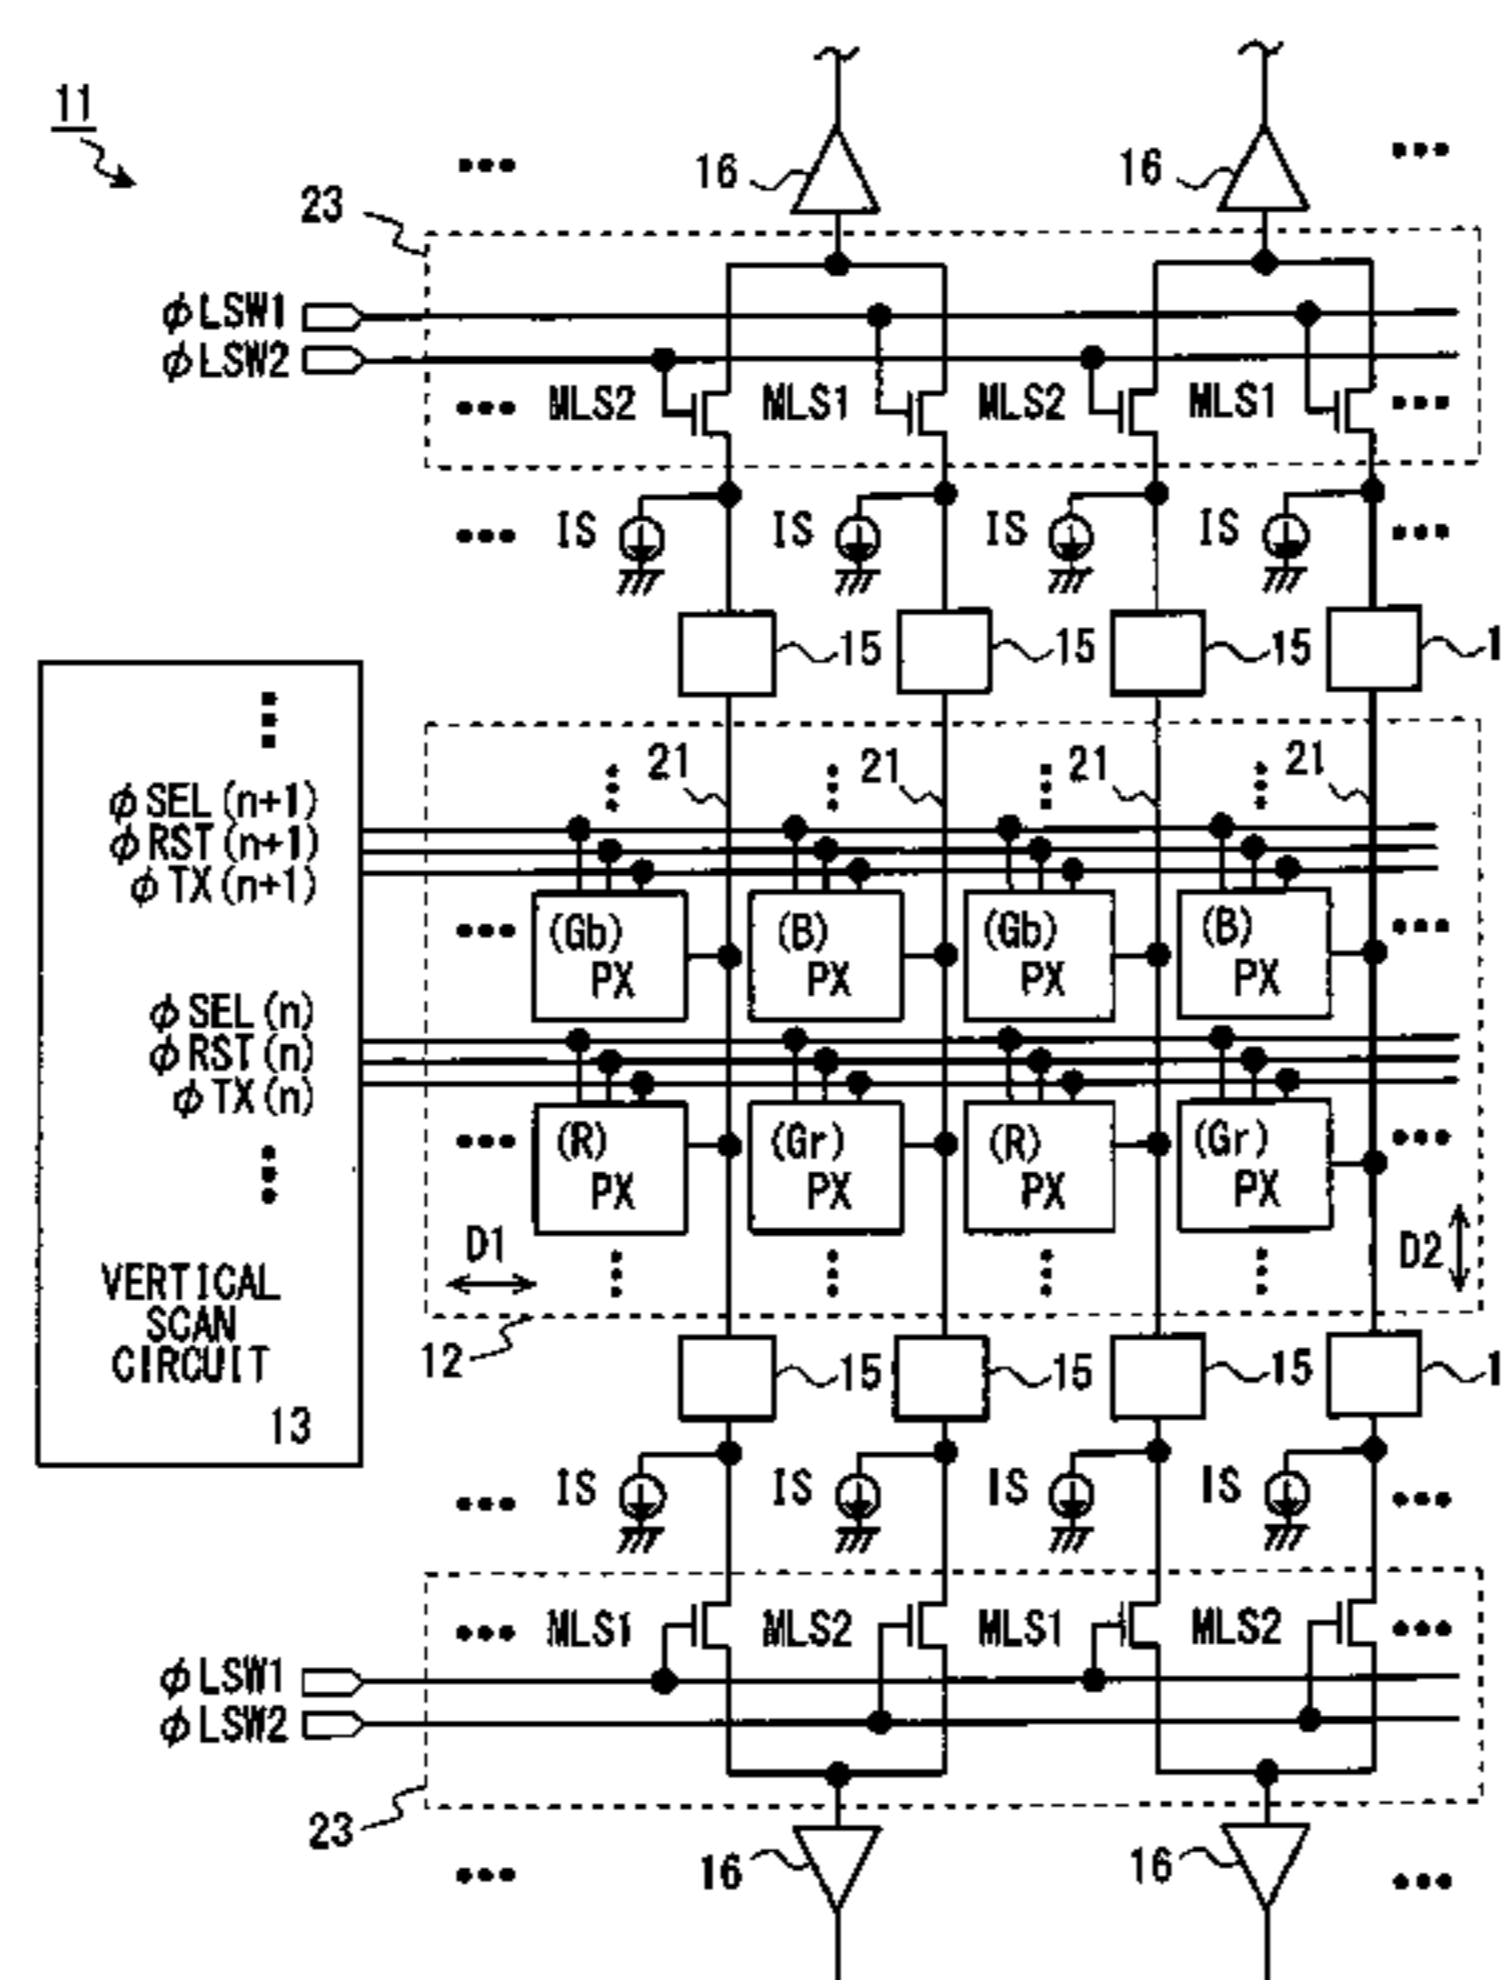 11
16
16
23
φLSW1
φLSW2
MLS2 MLS1 MLS2 MLS1
IS IS IS IS
15 15 15 1
21 21 21 21
φSEL(n+1)
φRST(n+1)
φTX(n+1)
(Gb) (B) (Gb) (B)
PX PX PX PX
φSEL(n)
φRST(n)
φTX(n)
(R) (Gr) (R) (Gr)
PX PX PX PX
D1
D2
VERTICAL
SCAN
CIRCUIT
13
12
15 15 15 1
IS IS IS IS
MLS1 MLS2 MLS1 MLS2
φLSW1
φLSW2
23
16
16